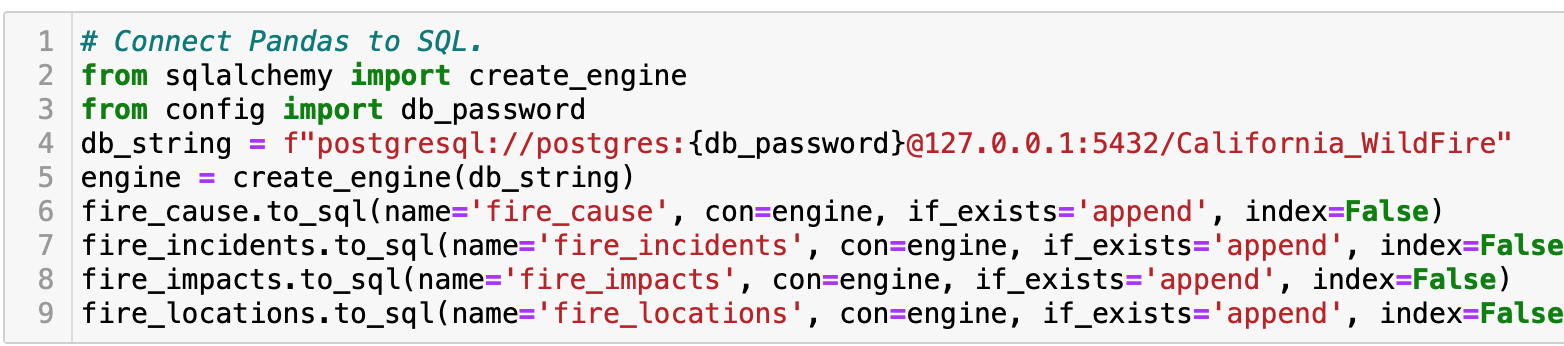 1 # Connect Pandas to SQL.
2 from sqlalchemy import create_engine
3 from config import db_password
4 db_string = f"postgresql://postgres:{db_password}@127.0.0.1:5432/California_WildFire"
5 engine = create_engine(db_string)
6 fire_cause.to_sql(name='fire_cause', con=engine, if_exists='append', index=False)
7 fire_incidents.to_sql(name='fire_incidents', con=engine, if_exists='append', index=False
8 fire_impacts.to_sql(name='fire_impacts', con=engine, if_exists='append', index=False)
9 fire_locations.to_sql(name='fire_locations', con=engine, if_exists='append', index=False